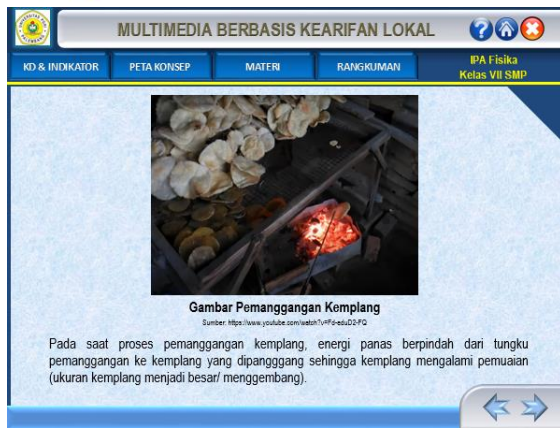 MULTIMEDIA BERBASIS KEARIFAN LOKAL
KD & INDIKATOR
PETA KONSEP
MATERI
RANGKUMAN
IPA Fisika
Kelas VII SMP
Gambar Pemanggangan Kemplang
Sumber: https://www.youtube.com/watch?v=Fd-eduD2-FQ
Pada saat proses pemanggangan kemplang, energi panas berpindah dari tungku
pemanggangan ke kemplang yang dipangggang sehingga kemplang mengalami pemuaian
(ukuran kemplang menjadi besar/ menggembang).